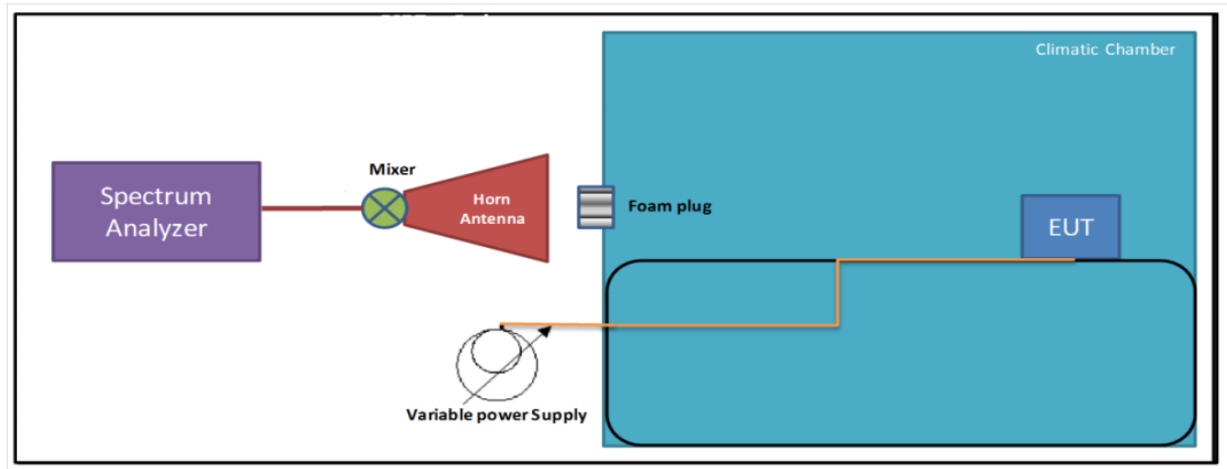 Climatic Chamber
Mixer
Spectrum
Analyzer
Horn
Antenna
Foam plug
EUT
Variable power Supply